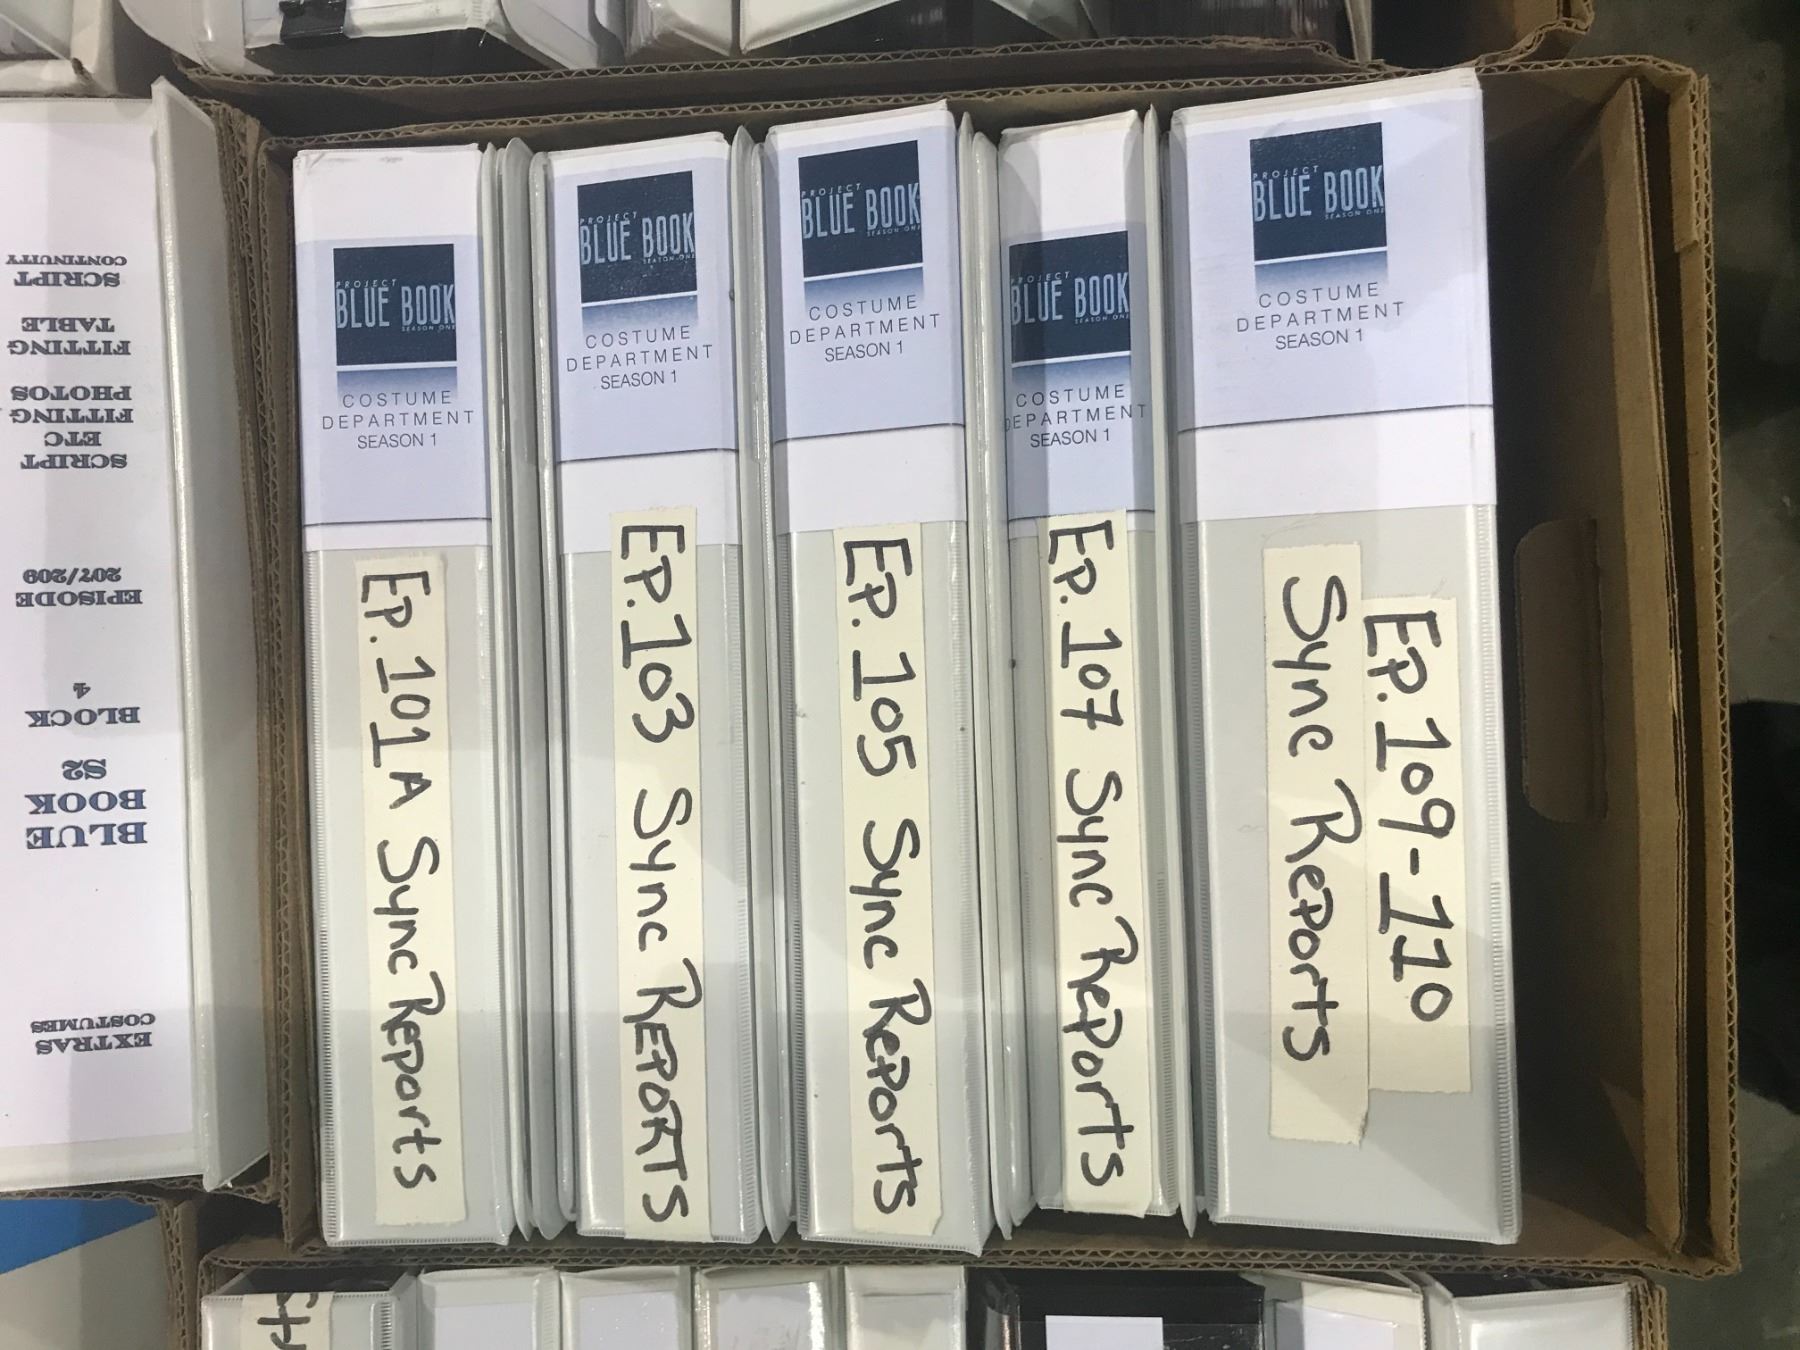 SCRIPT
CONTINUITY
FITTING
TABLE
FITTING
PHOTOS
SCRIPT
ETC
EPISODE
207/209
BLOCK
4
BLUE
BOOK
S2
EXTRAS
COSTUMES
PROJECT
BLUE BOOK
SEASON ONE
COSTUME
DEPARTMENT
SEASON 1
EP. 101A Sync Reports
PROJECT
BLUE BOOK
SEASON ONE
COSTUME
DEPARTMENT
SEASON 1
EP. 103 Sync REPORTS
PROJECT
BLUE BOOK
SEASON ONE
COSTUME
DEPARTMENT
SEASON 1
EP. 105 Sync Reports
PROJECT
BLUE BOOK
SEASON ONE
COSTUME
DEPARTMENT
SEASON 1
EP. 107 Sync Reports
PROJECT
BLUE BOOK
SEASON ONE
COSTUME
DEPARTMENT
SEASON 1
EP. 109-110
Sync Reports